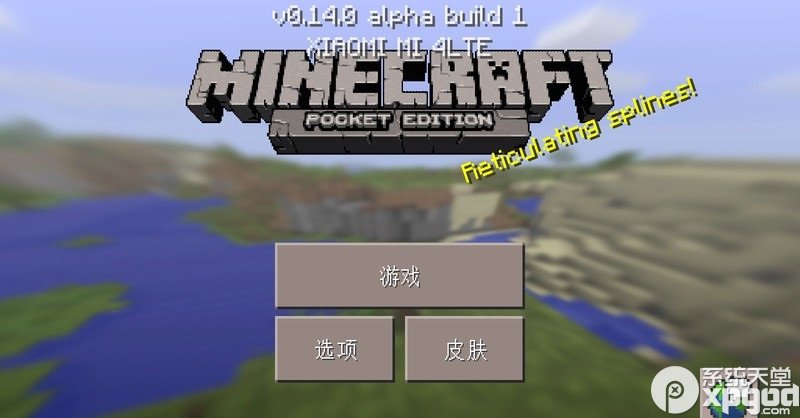 v0.14.0 alpha build 1
XIAOMI MI 4LTE
MINECRAFT
POCKET EDITION
Reticulating splines!
游戏
选项
皮肤
系统天堂
xpgod